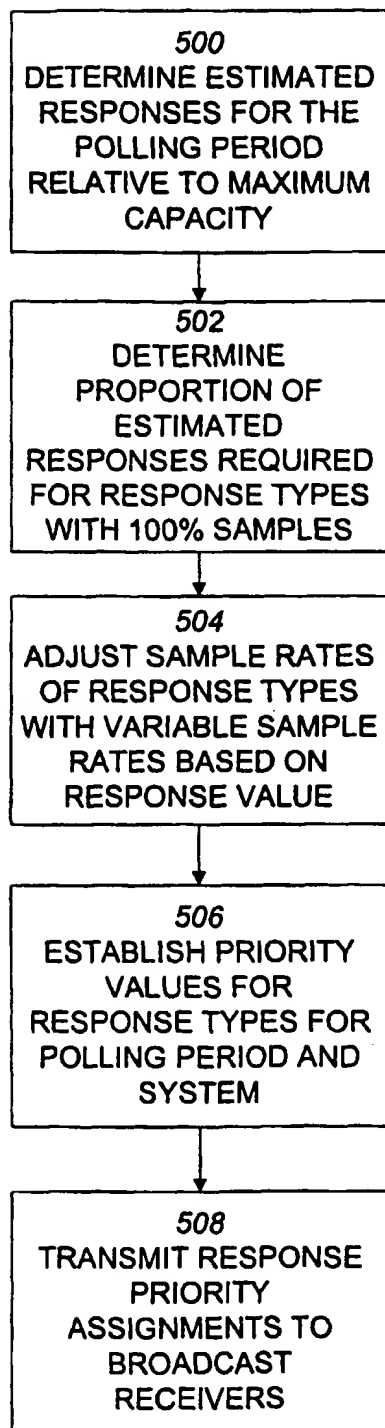 500
DETERMINE ESTIMATED
RESPONSES FOR THE
POLLING PERIOD
RELATIVE TO MAXIMUM
CAPACITY
502
DETERMINE
PROPORTION OF
ESTIMATED
RESPONSES REQUIRED
FOR RESPONSE TYPES
WITH 100% SAMPLES
504
ADJUST SAMPLE RATES
OF RESPONSE TYPES
WITH VARIABLE SAMPLE
RATES BASED ON
RESPONSE VALUE
506
ESTABLISH PRIORITY
VALUES FOR
RESPONSE TYPES FOR
POLLING PERIOD AND
SYSTEM
508
TRANSMIT RESPONSE
PRIORITY
ASSIGNMENTS TO
BROADCAST
RECEIVERS